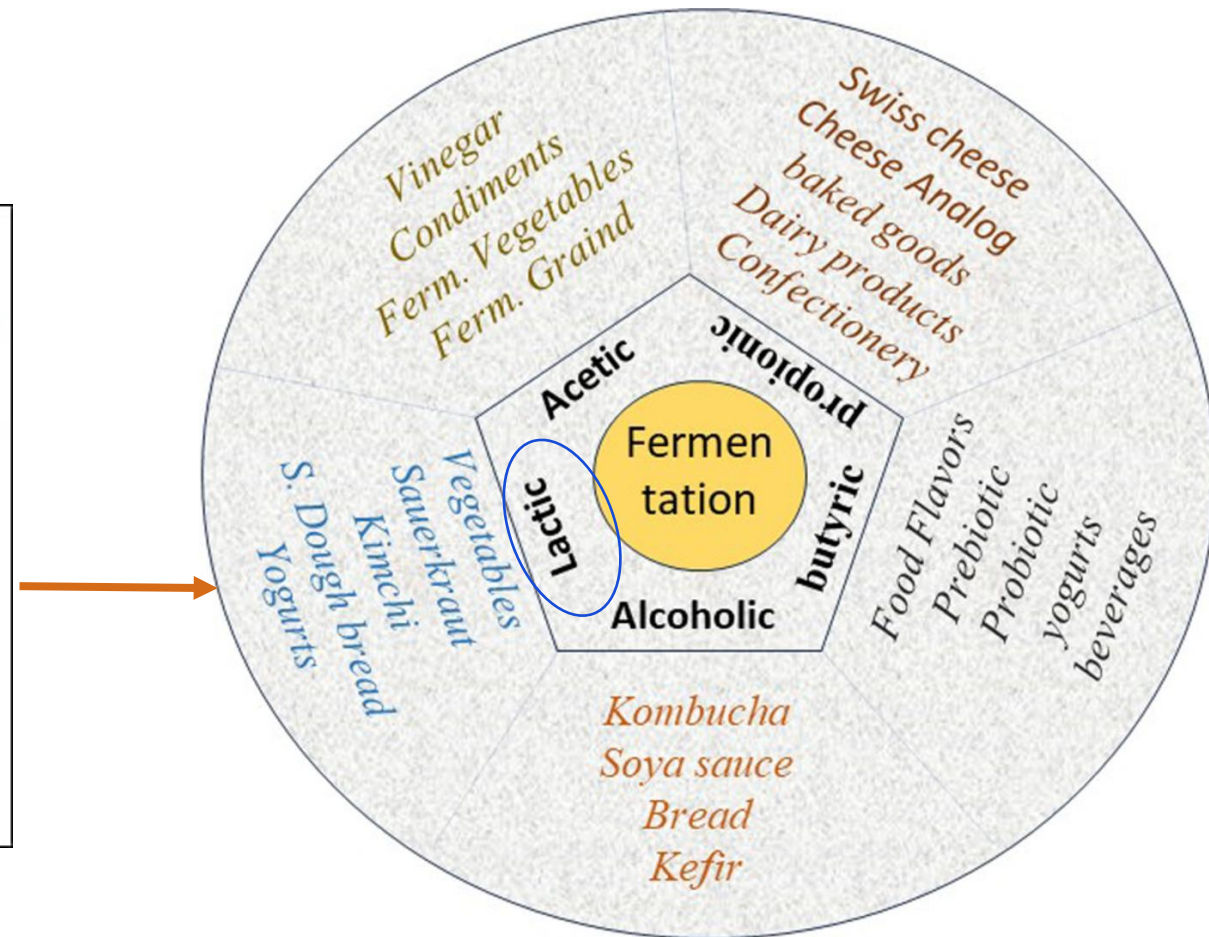 Vinegar
Condiments
Ferm. Vegetables
Ferm. Graind
Swiss cheese
Cheese Analog
baked goods
Dairy products
Confectionery
Acetic
propionic
Fermen
tation
Lactic
butyric
Alcoholic
Vegetables
Sauerkraut
Kimchi
S. Dough bread
Yogurts
Food Flavors
Prebiotic
Probiotic
yogurts
beverages
Kombucha
Soya sauce
Bread
Kefir